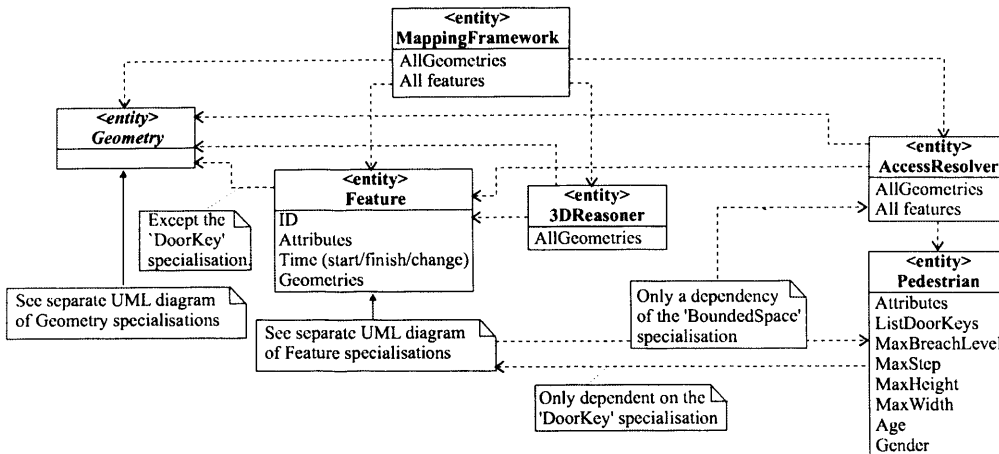 <entity>
MappingFramework
AllGeometries
All features
<entity>
Geometry
<entity>
Feature
ID
Attributes
Time (start/finish/change)
Geometries
Except the
`DoorKey'
specialisation
<entity>
3DReasoner
AllGeometries
<entity>
AccessResolver
AllGeometries
All features
<entity>
Pedestrian
Attributes
ListDoorKeys
MaxBreachLevel
MaxStep
MaxHeight
MaxWidth
Age
Gender
See separate UML diagram
of Geometry specialisations
See separate UML diagram
of Feature specialisations
Only a dependency
of the 'BoundedSpace'
specialisation
Only dependent on the
'DoorKey' specialisation